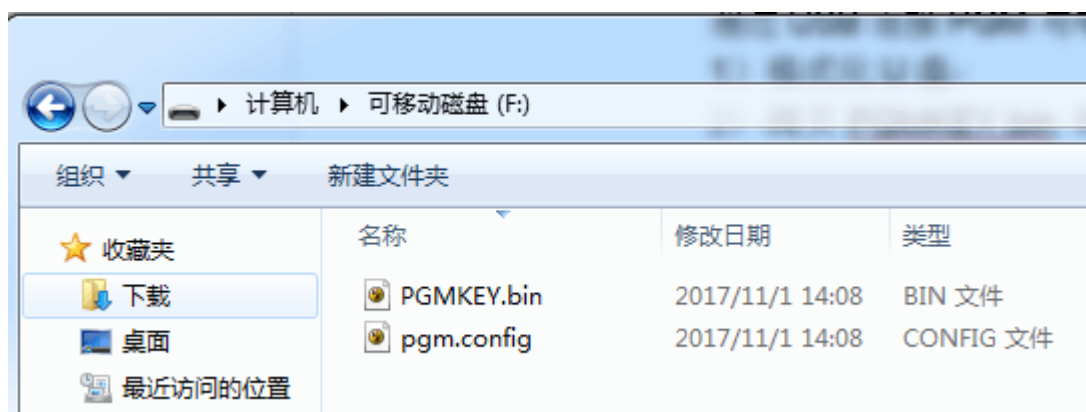 计算机 可移动磁盘 (F:)
组织 共享 新建文件夹
收藏夹
下载
桌面
最近访问的位置
名称 修改日期 类型
PGMKEY.bin 2017/11/1 14:08 BIN 文件
pgm.config 2017/11/1 14:08 CONFIG 文件